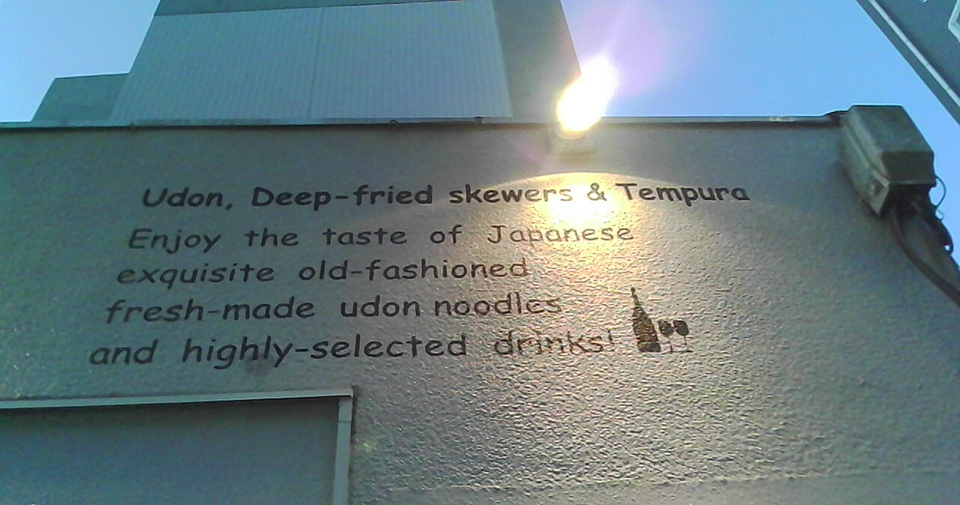 Udon, Deep-fried skewers & Tempura
Enjoy the taste of Japanese
exquisite old-fashioned
fresh-made udon noodles
and highly-selected drinks!